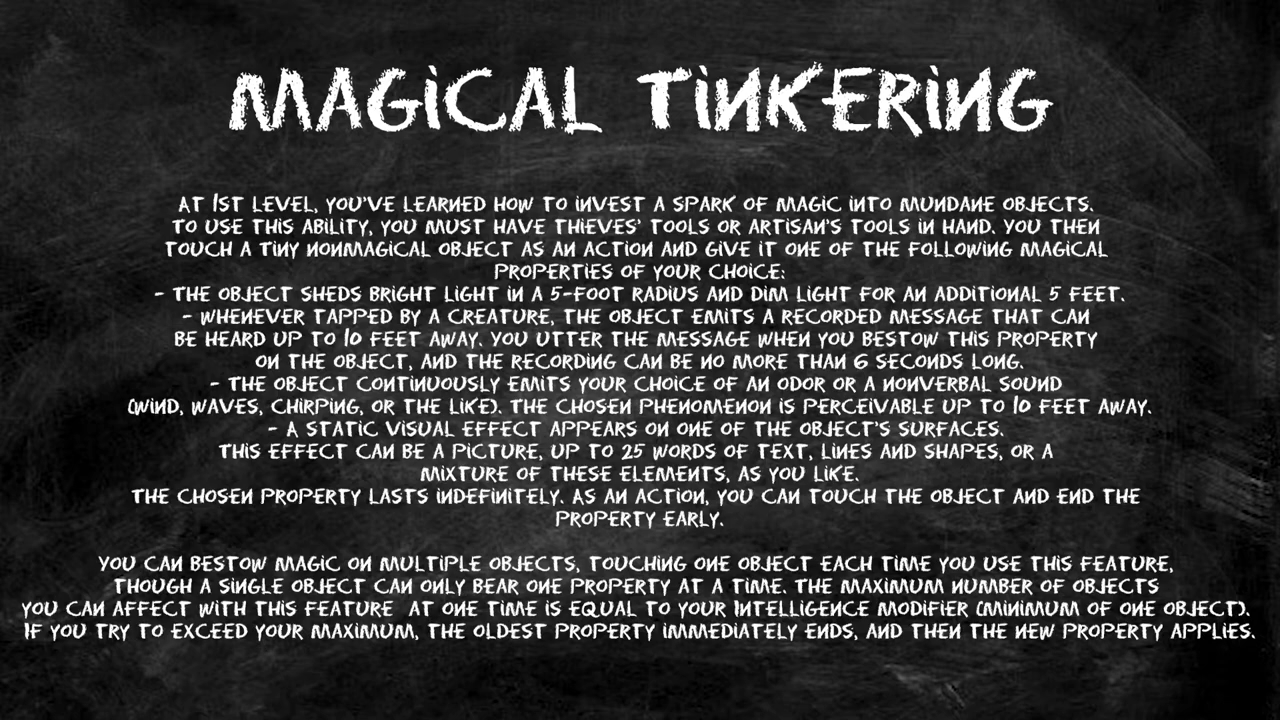 MAGICAL TINKERING
AT 1ST LEVEL, YOU'VE LEARNED HOW TO INVEST A SPARK OF MAGIC INTO MUNDANE OBJECTS.
TO USE THIS ABILITY, YOU MUST HAVE THIEVES' TOOLS OR ARTISAN'S TOOLS IN HAND. YOU THEN
TOUCH A TINY NONMAGICAL OBJECT AS AN ACTION AND GIVE IT ONE OF THE FOLLOWING MAGICAL
PROPERTIES OF YOUR CHOICE:
- THE OBJECT SHEDS BRIGHT LIGHT IN A 5-FOOT RADIUS AND DIM LIGHT FOR AN ADDITIONAL 5 FEET.
- WHENEVER TAPPED BY A CREATURE, THE OBJECT EMITS A RECORDED MESSAGE THAT CAN
BE HEARD UP TO 10 FEET AWAY. YOU UTTER THE MESSAGE WHEN YOU BESTOW THIS PROPERTY
ON THE OBJECT, AND THE RECORDING CAN BE NO MORE THAN 6 SECONDS LONG.
- THE OBJECT CONTINUOUSLY EMITS YOUR CHOICE OF AN ODOR OR A NONVERBAL SOUND
(WIND, WAVES, CHIRPING, OR THE LIKE). THE CHOSEN PHENOMENON IS PERCEIVABLE UP TO 10 FEET AWAY.
- A STATIC VISUAL EFFECT APPEARS ON ONE OF THE OBJECT'S SURFACES.
THIS EFFECT CAN BE A PICTURE, UP TO 25 WORDS OF TEXT, LINES AND SHAPES, OR A
MIXTURE OF THESE ELEMENTS, AS YOU LIKE.
THE CHOSEN PROPERTY LASTS INDEFINITELY. AS AN ACTION, YOU CAN TOUCH THE OBJECT AND END THE
PROPERTY EARLY.
YOU CAN BESTOW MAGIC ON MULTIPLE OBJECTS, TOUCHING ONE OBJECT EACH TIME YOU USE THIS FEATURE,
THOUGH A SINGLE OBJECT CAN ONLY BEAR ONE PROPERTY AT A TIME. THE MAXIMUM NUMBER OF OBJECTS
YOU CAN AFFECT WITH THIS FEATURE AT ONE TIME IS EQUAL TO YOUR INTELLIGENCE MODIFIER (MINIMUM OF ONE OBJECT).
IF YOU TRY TO EXCEED YOUR MAXIMUM, THE OLDEST PROPERTY IMMEDIATELY ENDS, AND THEN THE NEW PROPERTY APPLIES.